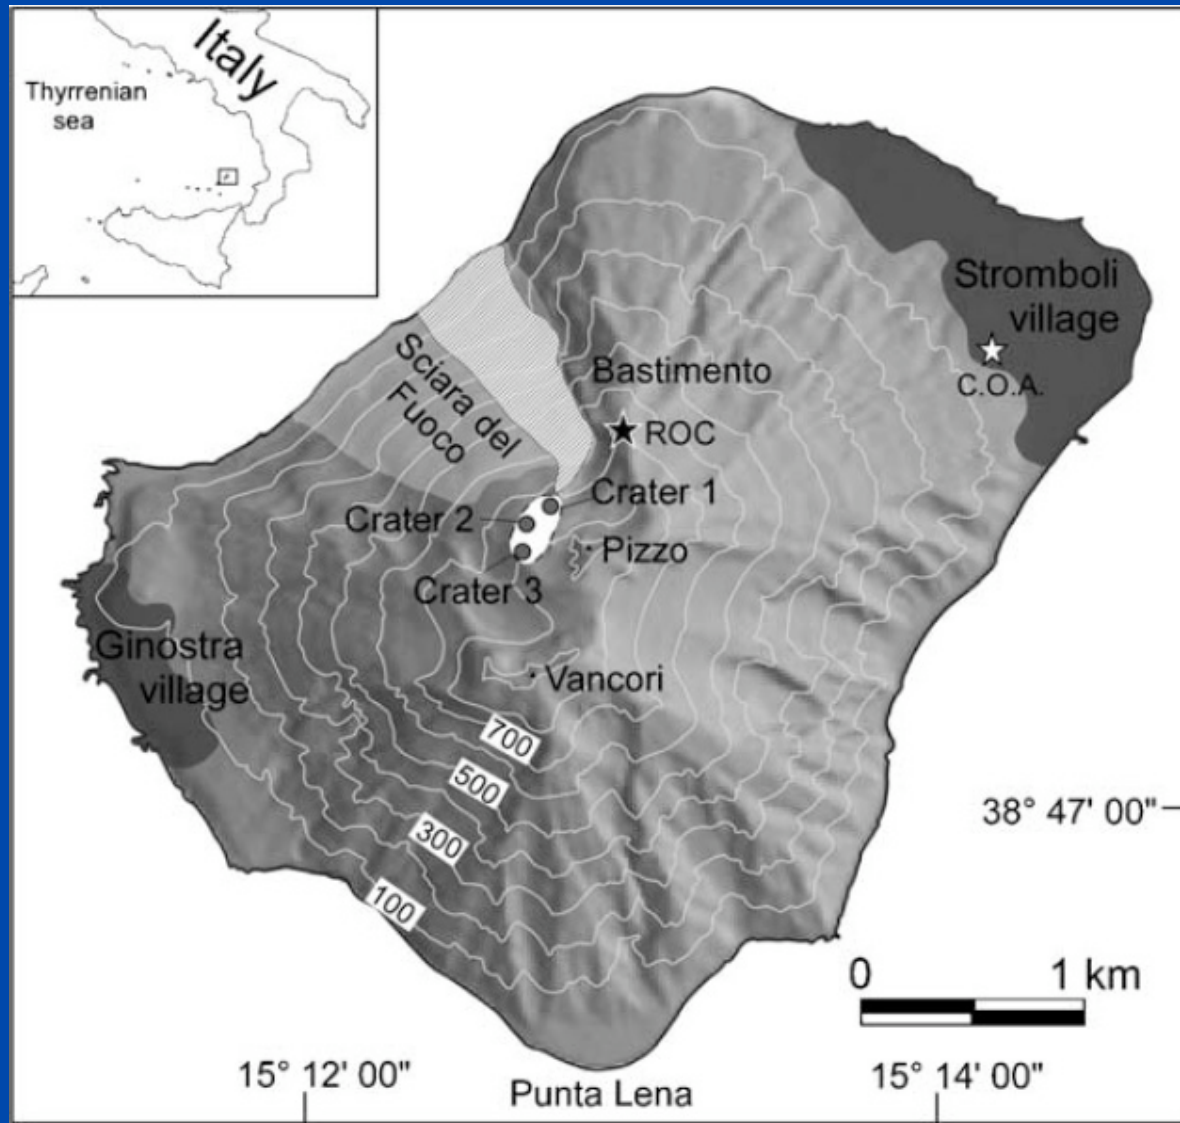 Italy
Thyrrenian
sea
Stromboli
village
C.O.A.
Sciara del
Fuoco
Bastimento
ROC
Crater 1
Crater 2
Pizzo
Crater 3
Ginostra
village
Vancori
700
500
300
100
38° 47' 00"
0 1 km
15° 12' 00"
15° 14' 00"
Punta Lena